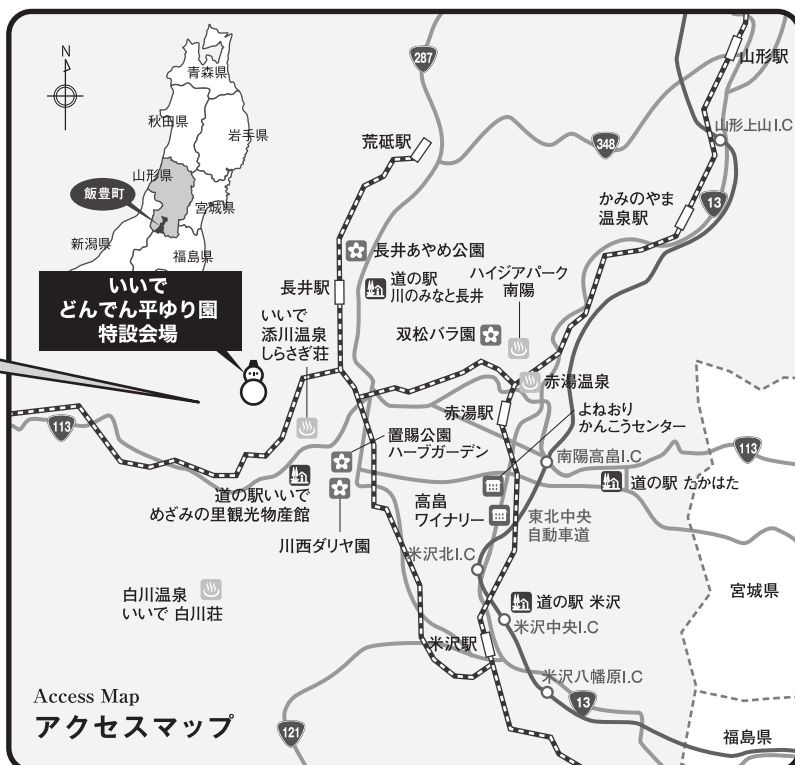 N
青森県
秋田県
岩手県
山形県
飯豊町
宮城県
新潟県
福島県
いいで
どんでん平ゆり園
特設会場
287
348
山形駅
山形上山I.C
荒砥駅
かみのやま
温泉駅
13
長井あやめ公園
長井駅
道の駅
川のみなと長井
ハイジアパーク
南陽
双松バラ園
いいで
添川温泉
しらさぎ荘
赤湯温泉
赤湯駅
よねおり
かんこうセンター
113
置賜公園
ハーブガーデン
南陽高畠I.C
113
道の駅 たかはた
道の駅いいで
めざみの里観光物産館
高畠
ワイナリー
東北中央
自動車道
川西ダリヤ園
米沢北I.C
宮城県
白川温泉
いいで 白川荘
道の駅 米沢
米沢中央I.C
米沢駅
米沢八幡原I.C
13
121
福島県
Access Map
アクセスマップ